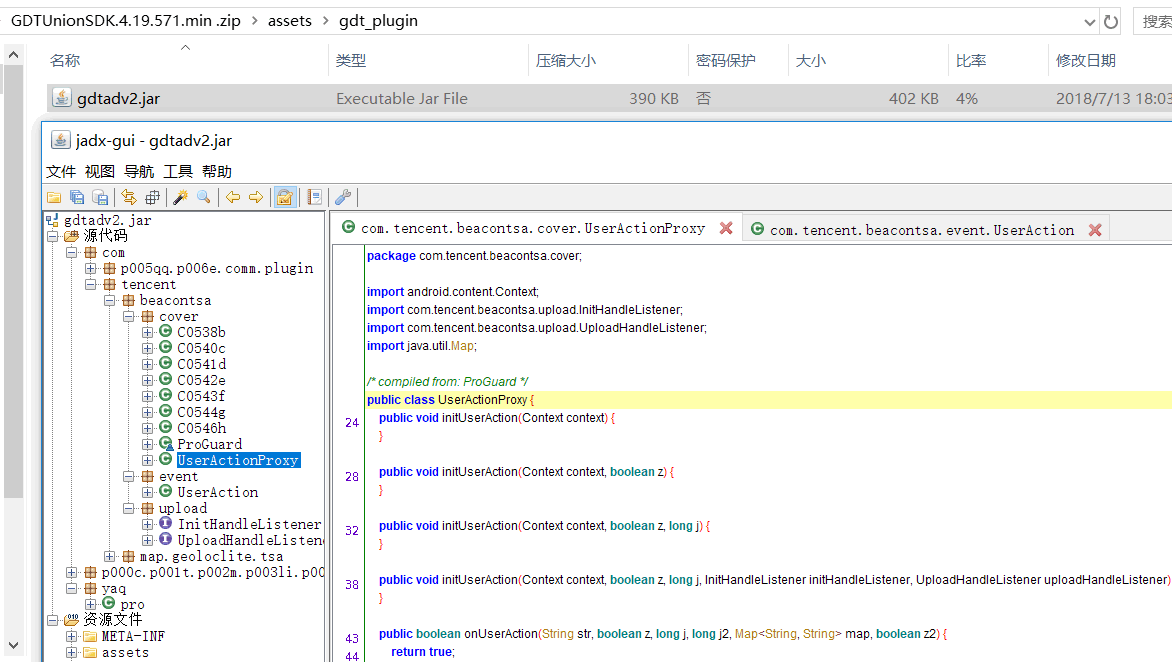 GDTUnionSDK.4.19.571.min .zip > assets > gdt_plugin
搜索
名称 类型 压缩大小 密码保护 大小 比率 修改日期
gdtadv2.jar Executable Jar File 390 KB 否 402 KB 4% 2018/7/13 18:03
jadx-gui - gdtadv2.jar
文件 视图 导航 工具 帮助
gdtadv2.jar
源代码
com
p005qq.p006e.comm.plugin
tencent
beacontsa
cover
C0538b
C0540c
C0541d
C0542e
C0543f
C0544g
C0546h
ProGuard
UserActionProxy
event
UserAction
upload
InitHandleListener
UploadHandleListene
map.geoloclite.tsa
p000c.p001t.p002m.p003li.p00
yaq
pro
资源文件
META-INF
assets
com.tencent.beacontsa.cover.UserActionProxy
com.tencent.beacontsa.event.UserAction
package com.tencent.beacontsa.cover;
import android.content.Context;
import com.tencent.beacontsa.upload.InitHandleListener;
import com.tencent.beacontsa.upload.UploadHandleListener;
import java.util.Map;
/* compiled from: ProGuard */
public class UserActionProxy {
24 public void initUserAction(Context context) {
}
28 public void initUserAction(Context context, boolean z) {
}
32 public void initUserAction(Context context, boolean z, long j) {
}
38 public void initUserAction(Context context, boolean z, long j, InitHandleListener initHandleListener, UploadHandleListener uploadHandleListener)
}
43 public boolean onUserAction(String str, boolean z, long j, long j2, Map<String, String> map, boolean z2) {
44 return true;